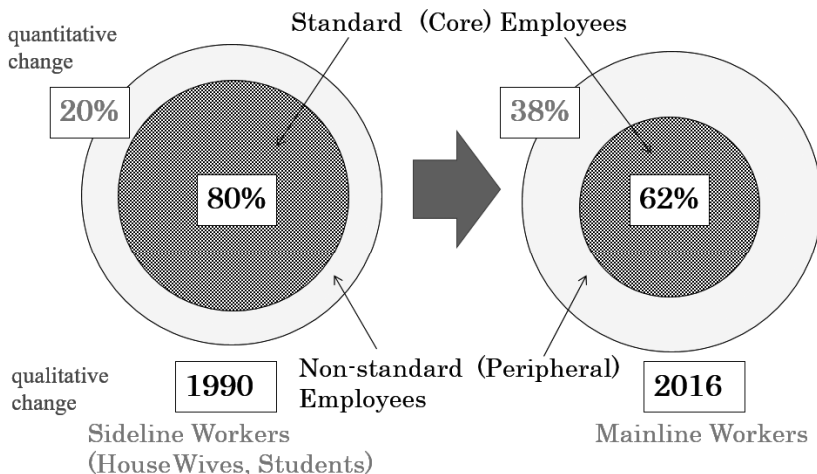 quantitative
change
Standard (Core) Employees
20%
80%
38%
62%
qualitative
change
1990
Non-standard (Peripheral)
Employees
2016
Sideline Workers
(HouseWives, Students)
Mainline Workers